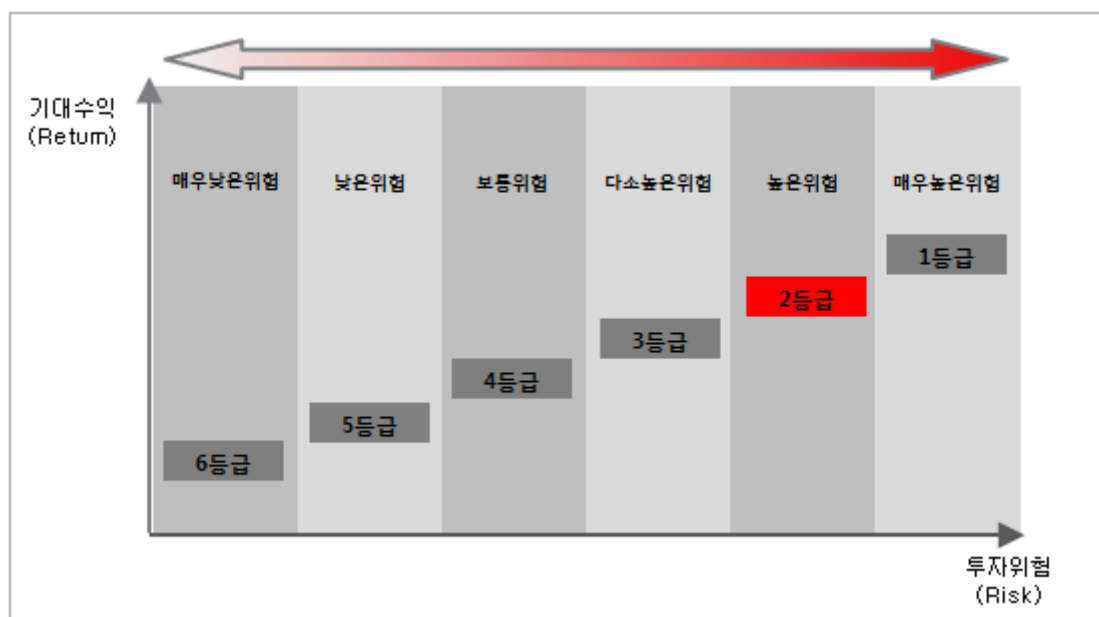 기대수익
(Retum)
매우낮은위험 낮은위험 보통위험 다소높은위험 높은위험 매우높은위험
1등급
2등급
3등급
4등급
5등급
6등급
투자위험
(Risk)